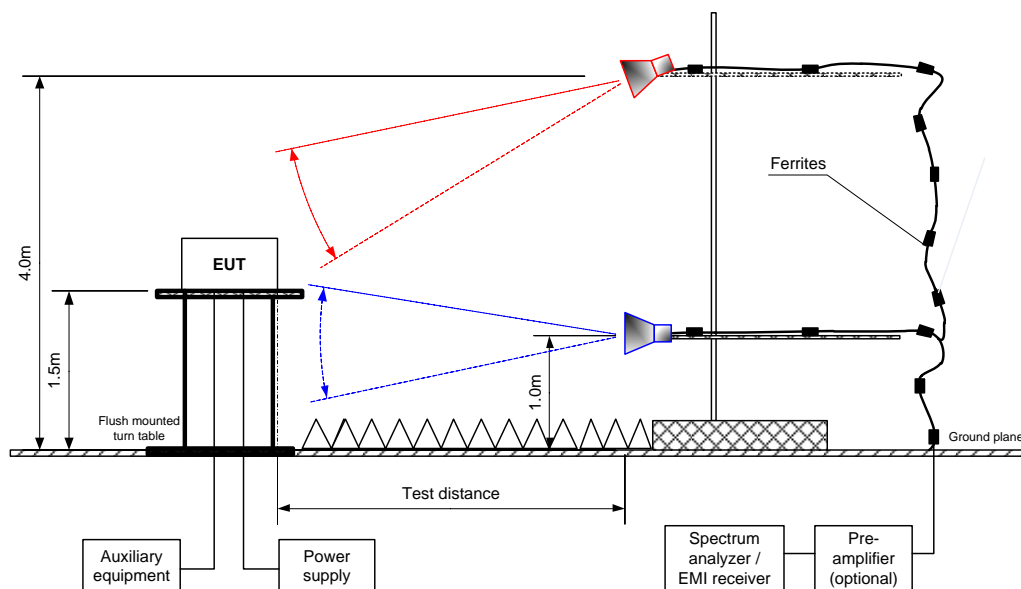 Ferrites
4.0m
EUT
1.5m
1.0m
Flush mounted
turn table
Ground plane
Test distance
Auxiliary
equipment
Power
supply
Spectrum
analyzer /
EMI receiver
Pre-
amplifier
(optional)